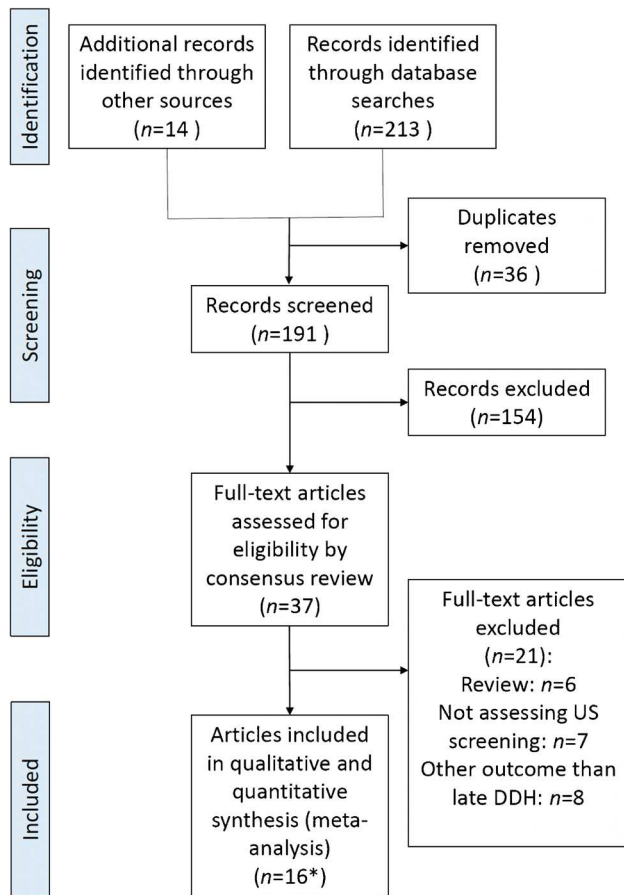 Identification
Additional records
identified through
other sources
(n=14 )
Records identified
through database
searches
(n=213 )
Screening
Duplicates
removed
(n=36 )
Records screened
(n=191 )
Records excluded
(n=154)
Eligibility
Full-text articles
assessed for
eligibility by
consensus review
(n=37)
Full-text articles
excluded
(n=21):
Review: n=6
Not assessing US
screening: n=7
Other outcome than
late DDH: n=8
Included
Articles included
in qualitative and
quantitative
synthesis (meta-
analysis)
(n=16*)